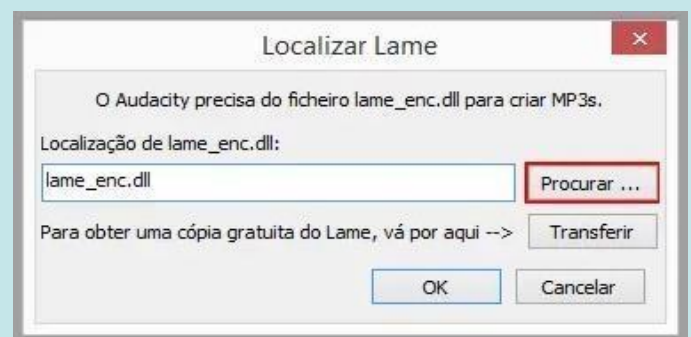 Localizar Lame
O Audacity precisa do ficheiro lame_enc.dll para criar MP3s.
Localização de lame_enc.dll:
lame_enc.dll
Procurar ...
Para obter uma cópia gratuita do Lame, vá por aqui -->
Transferir
OK
Cancelar